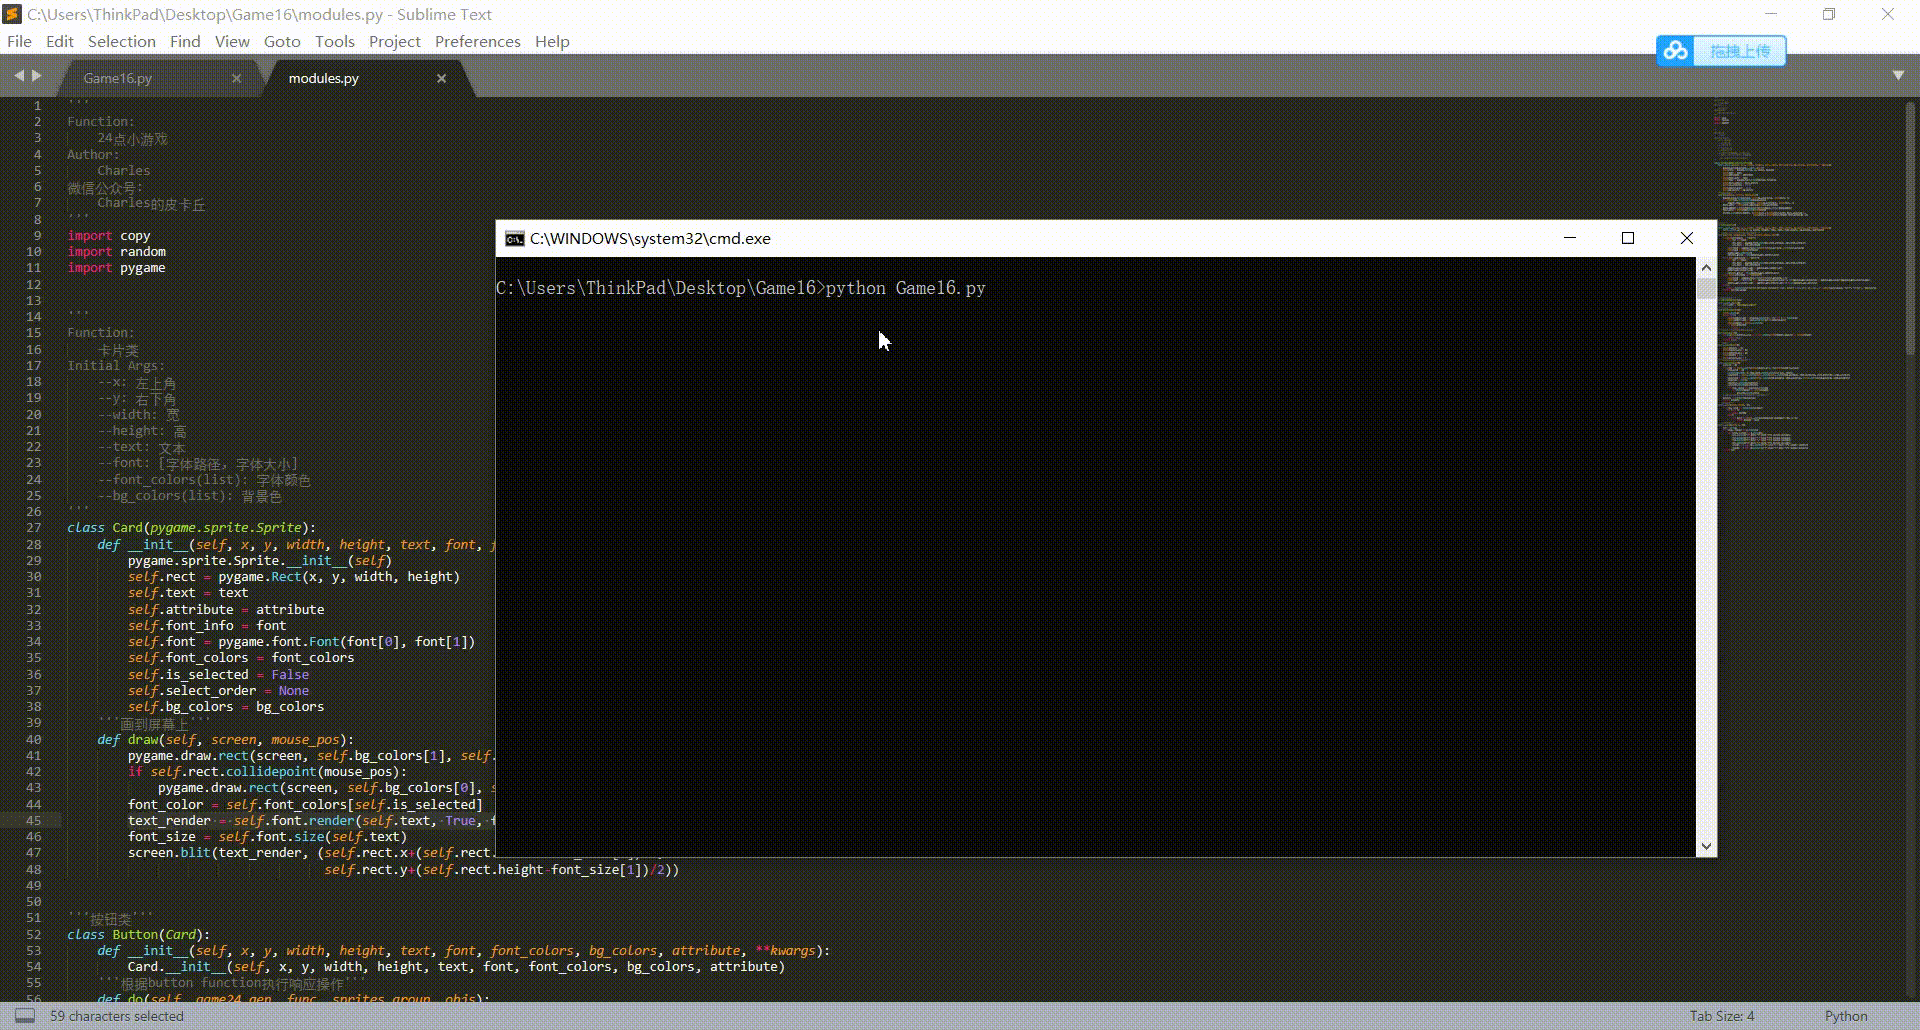 C:\Users\ThinkPad\Desktop\Game16\modules.py - Sublime Text
File Edit Selection Find View Goto Tools Project Preferences Help
拖拽上传
Game16.py
modules.py
1 '''
2 Function:
3 24点小游戏
4 Author:
5 Charles
6 微信公众号:
7 Charles的皮卡丘
8 '''
9 import copy
10 import random
11 import pygame
12
13
14 '''
15 Function:
16 卡片类
17 Initial Args:
18 --x: 左上角
19 --y: 右下角
20 --width: 宽
21 --height: 高
22 --text: 文本
23 --font: [字体路径, 字体大小]
24 --font_colors(list): 字体颜色
25 --bg_colors(list): 背景色
26 '''
27 class Card(pygame.sprite.Sprite):
28 def __init__(self, x, y, width, height, text, font, f
29 pygame.sprite.Sprite.__init__(self)
30 self.rect = pygame.Rect(x, y, width, height)
31 self.text = text
32 self.attribute = attribute
33 self.font_info = font
34 self.font = pygame.font.Font(font[0], font[1])
35 self.font_colors = font_colors
36 self.is_selected = False
37 self.select_order = None
38 self.bg_colors = bg_colors
39 '''画到屏幕上'''
40 def draw(self, screen, mouse_pos):
41 pygame.draw.rect(screen, self.bg_colors[1], self.
42 if self.rect.collidepoint(mouse_pos):
43 pygame.draw.rect(screen, self.bg_colors[0], s
44 font_color = self.font_colors[self.is_selected]
45 text_render = self.font.render(self.text, True, f
46 font_size = self.font.size(self.text)
47 screen.blit(text_render, (self.rect.x+(self.rect.
48 self.rect.y+(self.rect.height-font_size[1])/2))
49
50
51 '''按钮类'''
52 class Button(Card):
53 def __init__(self, x, y, width, height, text, font, font_colors, bg_colors, attribute, **kwargs):
54 Card.__init__(self, x, y, width, height, text, font, font_colors, bg_colors, attribute)
55 '''根据button function执行响应操作'''
56 def do(self, game24_gen, func, sprites_group, objs):
C:\WINDOWS\system32\cmd.exe
C:\Users\ThinkPad\Desktop\Game16>python Game16.py
59 characters selected
Tab Size: 4
Python